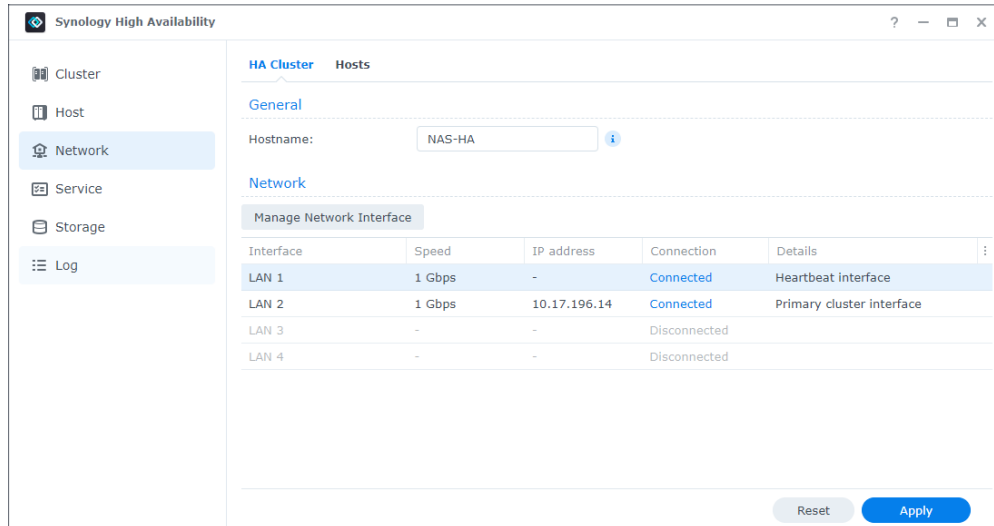 Synology High Availability
?
Cluster
Host
Network
Service
Storage
Log
HA Cluster Hosts
General
Hostname: NAS-HA i
Network
Manage Network Interface
Interface Speed IP address Connection Details
LAN 1 1 Gbps - Connected Heartbeat interface
LAN 2 1 Gbps 10.17.196.14 Connected Primary cluster interface
LAN 3 - - Disconnected
LAN 4 - - Disconnected
Reset Apply